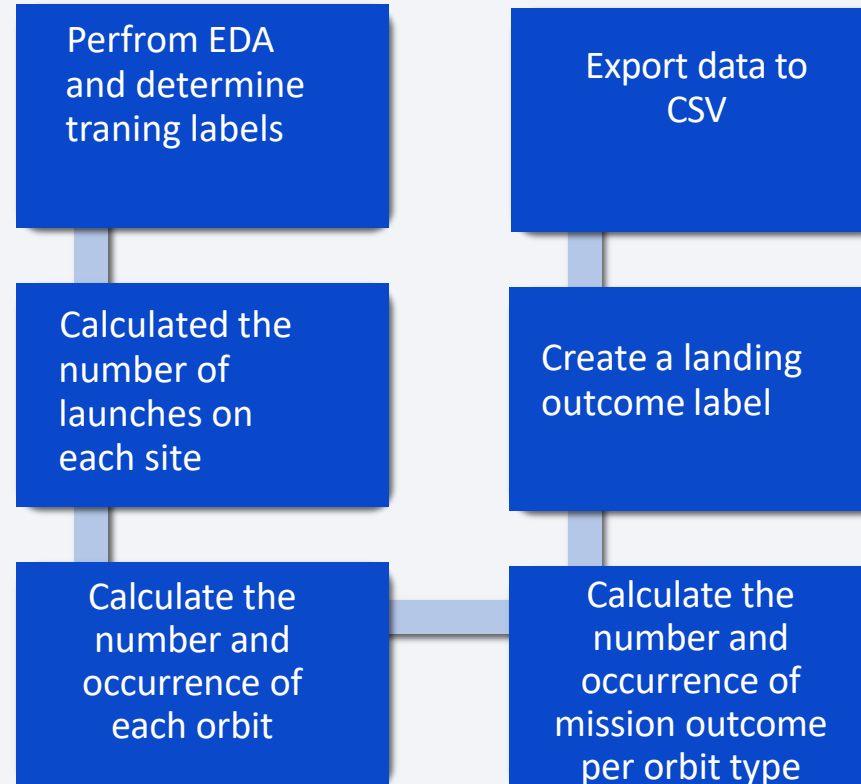 Perfrom EDA
and determine
traning labels
Calculated the
number of
launches on
each site
Calculate the
number and
occurrence of
each orbit
Calculate the
number and
occurrence of
mission outcome
per orbit type
Create a landing
outcome label
Export data to
CSV